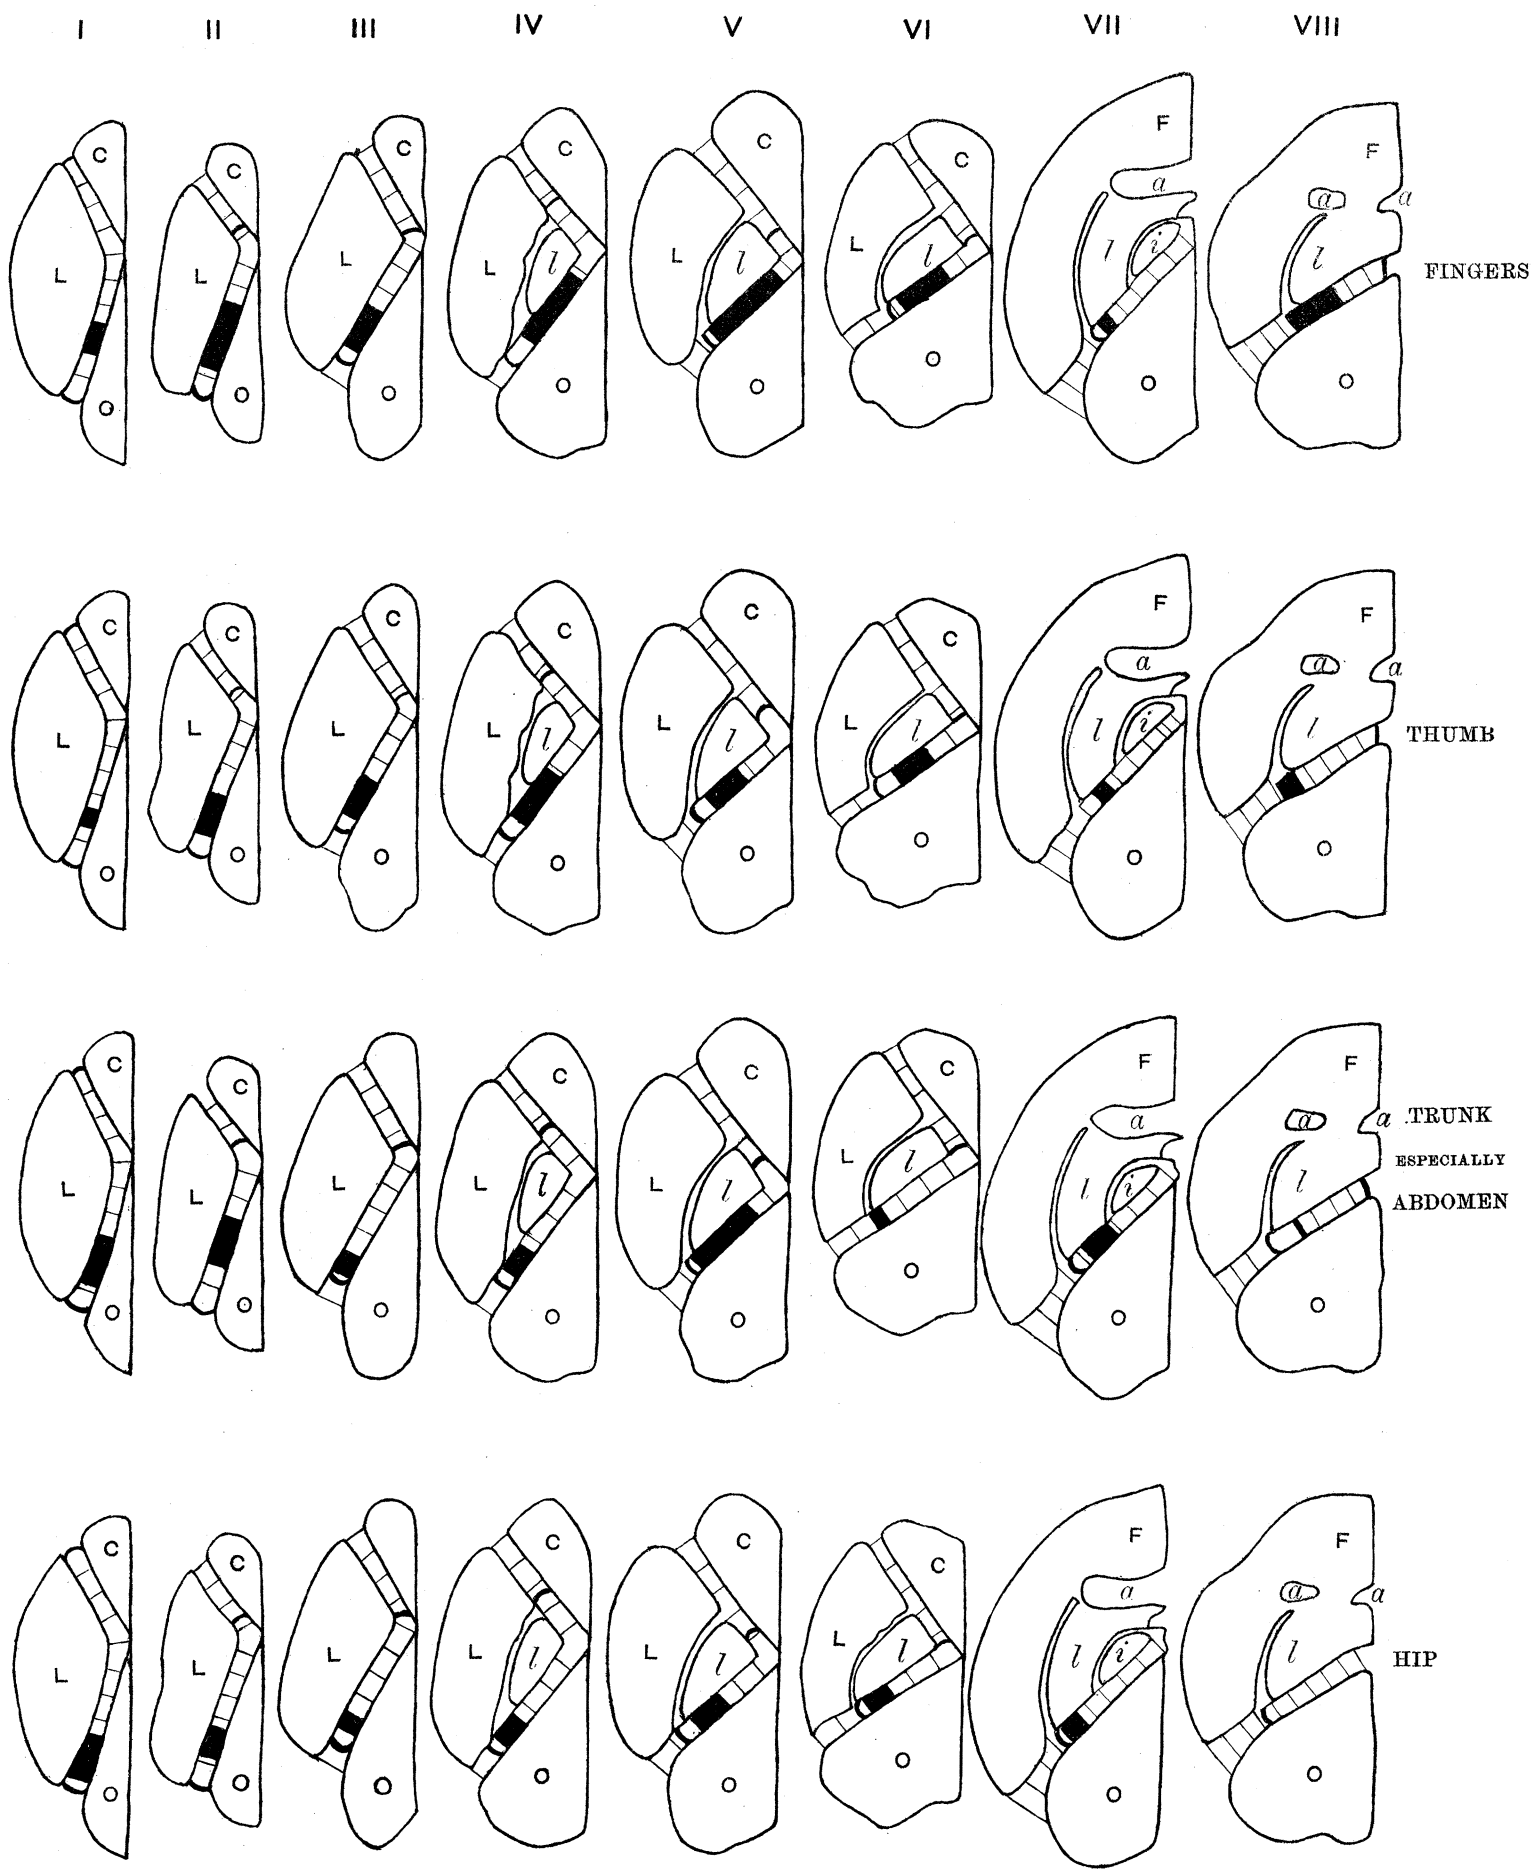 I II III IV V VI VII VIII
C C C C C C F F
a a a
L L L L l L l L l l i l
FINGERS
O O O O O O O O
C C C C C C F F
a a a
L L L L l L l L l l i l
THUMB
O O O O O O O O
C C C C C F F
a a a .TRUNK
ESPECIALLY
L L L L l L l L l l i l
ABDOMEN
O O O O O O O O
C C C C C F F
a a a
L L L L l L l L l l i l
HIP
O O O O O O O O